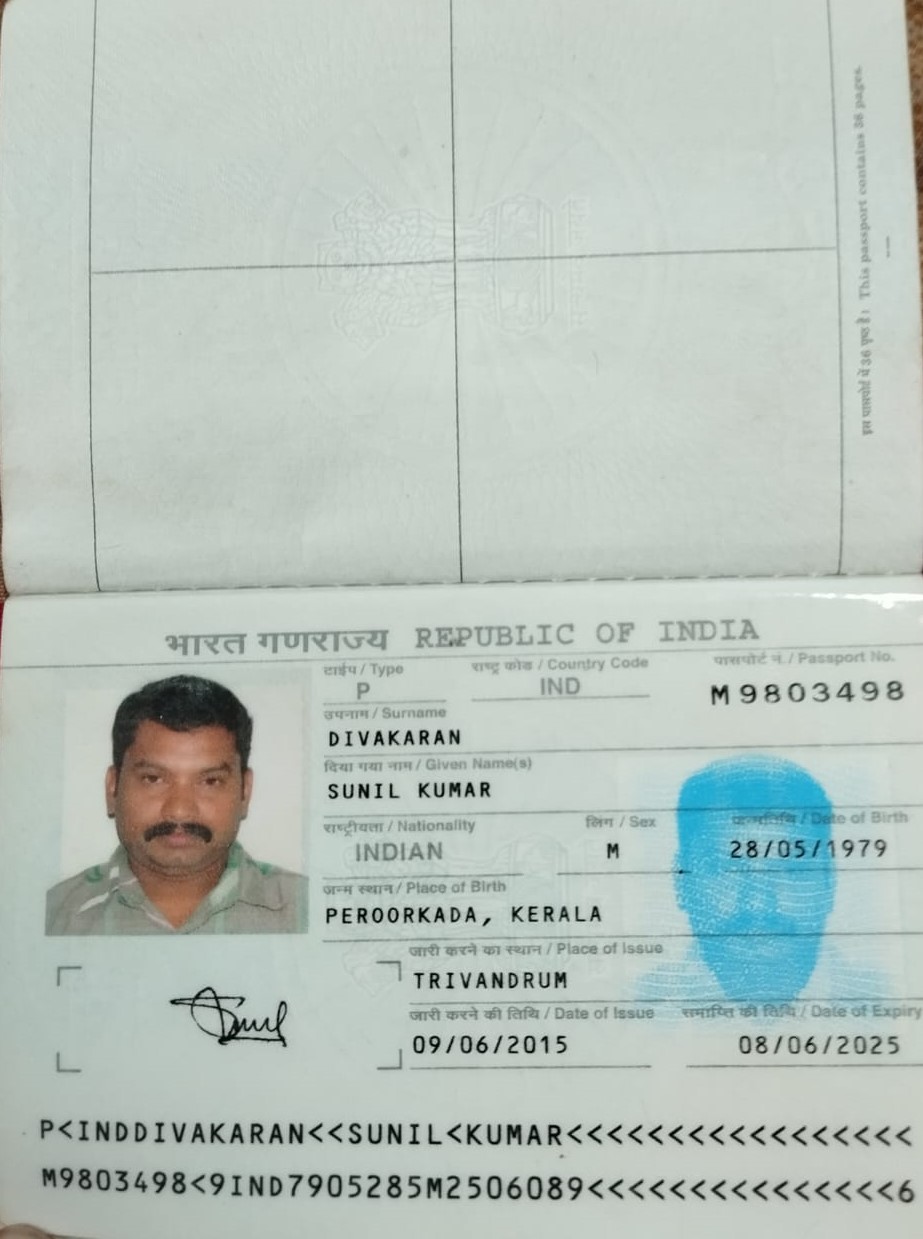 इस पासपोर्ट में 36 पृष्ठ है। This passport contains 36 pages.
भारत गणराज्य REPUBLIC OF INDIA
टाईप / Type राष्ट्र कोड / Country Code पासपोर्ट नं. / Passport No.
P IND M9803498
उपनाम / Surname
DIVAKARAN
दिया गया नाम / Given Name(s)
SUNIL KUMAR
राष्ट्रीयता / Nationality लिंग / Sex जन्मतिथि / Date of Birth
INDIAN M 28/05/1979
जन्म स्थान / Place of Birth
PEROORKADA, KERALA
जारी करने का स्थान / Place of Issue
TRIVANDRUM
जारी करने की तिथि / Date of Issue समाप्ति की तिथि / Date of Expiry
09/06/2015 08/06/2025
P<INDDIVAKARAN<<SUNIL<KUMAR<<<<<<<<<<<<<<<<<
M9803498<9IND7905285M2506089<<<<<<<<<<<<<<<6